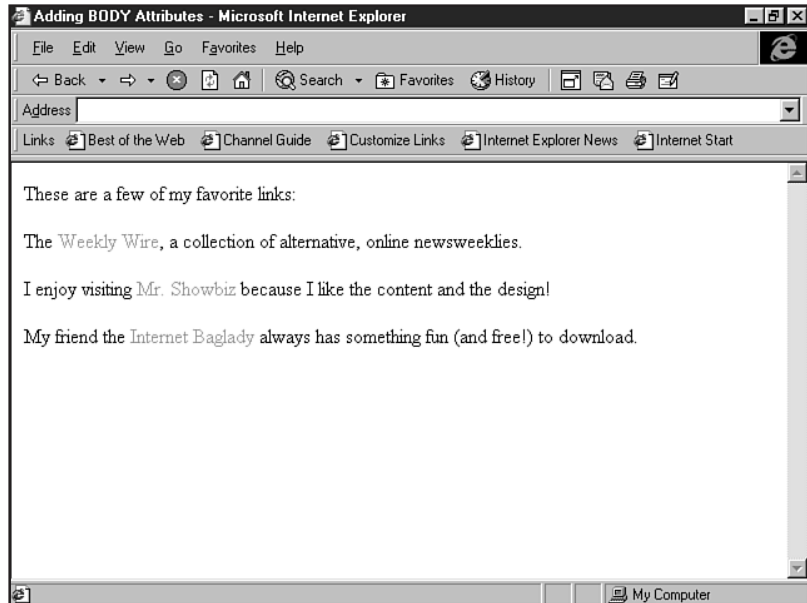 Adding BODY Attributes - Microsoft Internet Explorer
File Edit View Go Favorites Help
Back Search Favorites History
Address
Links Best of the Web Channel Guide Customize Links Internet Explorer News Internet Start
These are a few of my favorite links:
The Weekly Wire, a collection of alternative, online newsweeklies.
I enjoy visiting Mr. Showbiz because I like the content and the design!
My friend the Internet Baglady always has something fun (and free!) to download.
My Computer